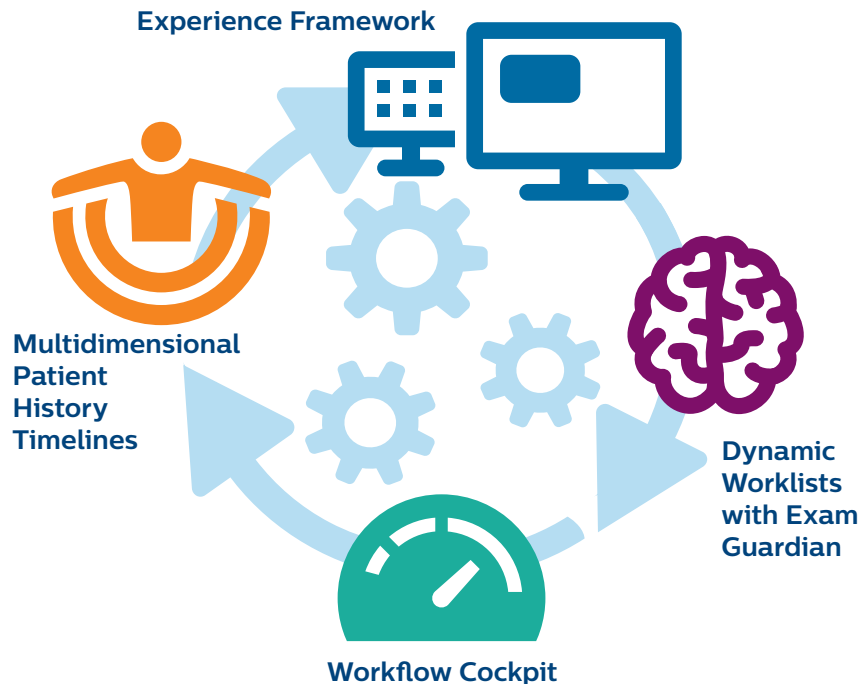 Experience Framework
Multidimensional
Patient
History
Timelines
Dynamic
Worklists
with Exam
Guardian
Workflow Cockpit